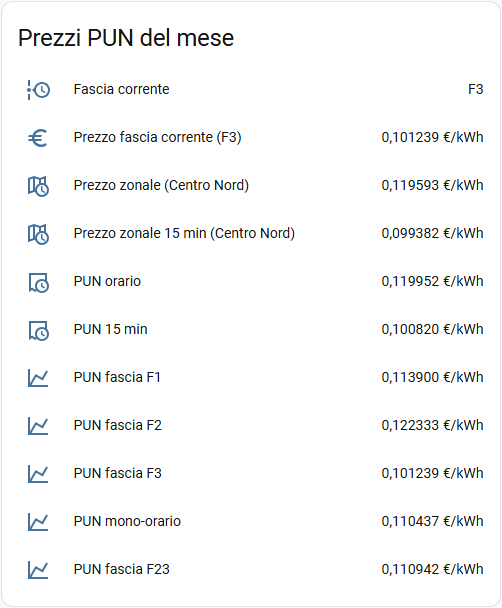 Prezzi PUN del mese
Fascia corrente F3
Prezzo fascia corrente (F3) 0,101239 €/kWh
Prezzo zonale (Centro Nord) 0,119593 €/kWh
Prezzo zonale 15 min (Centro Nord) 0,099382 €/kWh
PUN orario 0,119952 €/kWh
PUN 15 min 0,100820 €/kWh
PUN fascia F1 0,113900 €/kWh
PUN fascia F2 0,122333 €/kWh
PUN fascia F3 0,101239 €/kWh
PUN mono-orario 0,110437 €/kWh
PUN fascia F23 0,110942 €/kWh